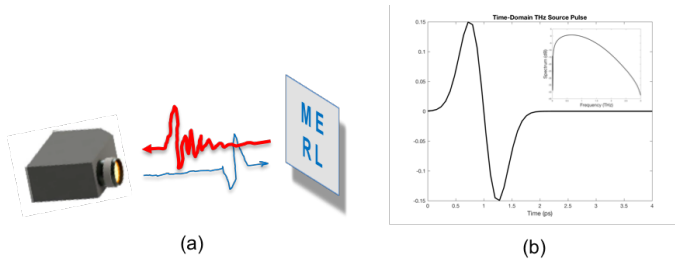 M E
R L
(a)
Time-Domain THz Source Pulse
0.15
0.1
0.05
0
-0.05
-0.1
-0.15
0 0.5 1 1.5 2 2.5 3 3.5 4
Time (ps)
Spectrum (dB)
Frequency (THz)
(b)